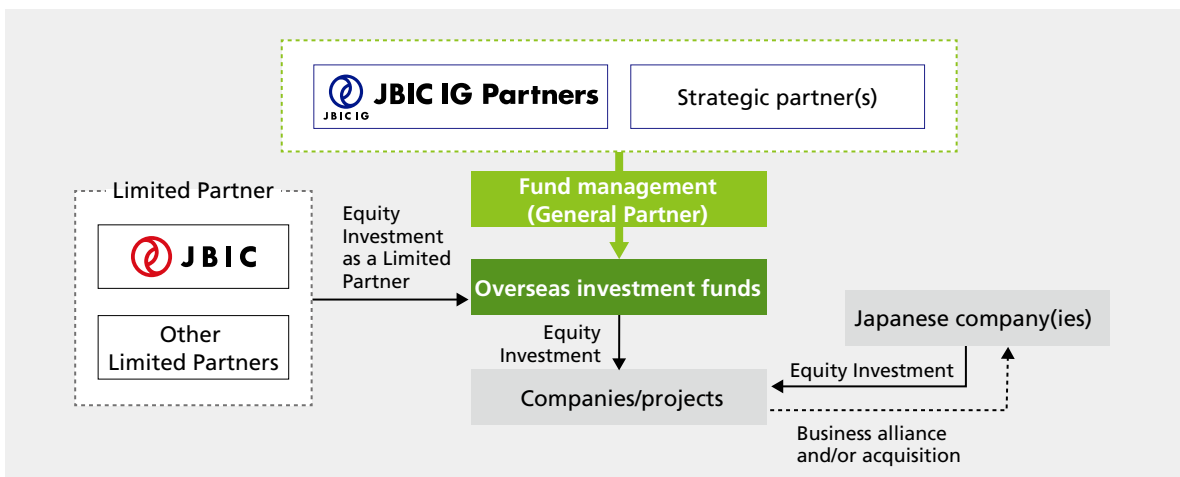 JBIC IG
JBIC IG Partners
Strategic partner(s)
Fund management
(General Partner)
Limited Partner
JBIC
Other
Limited Partners
Equity
Investment
as a Limited
Partner
Overseas investment funds
Equity
Investment
Companies/projects
Japanese company(ies)
Equity Investment
Business alliance
and/or acquisition